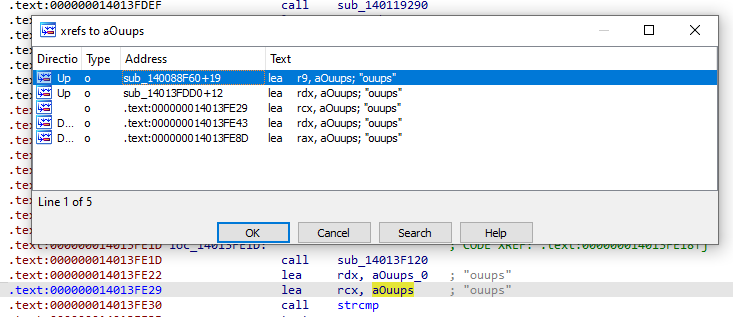 .text:000000014013FDEF call sub_140119290
xrefs to aOuups
Directio Type Address Text
Up o sub_140088F60+19 lea r9, aOuups; "ouups"
Up o sub_14013FDD0+12 lea rdx, aOuups; "ouups"
o .text:000000014013FE29 lea rcx, aOuups; "ouups"
D... o .text:000000014013FE43 lea rdx, aOuups; "ouups"
D... o .text:000000014013FE8D lea rax, aOuups; "ouups"
Line 1 of 5
OK Cancel Search Help
.text:000000014013FE1D loc_14013FE1D: ; CODE XREF: .text:000000014013FE18↑j
.text:000000014013FE1D call sub_14013F120
.text:000000014013FE22 lea rdx, aOuups_0 ; "ouups"
.text:000000014013FE29 lea rcx, aOuups ; "ouups"
.text:000000014013FE30 call strcmp